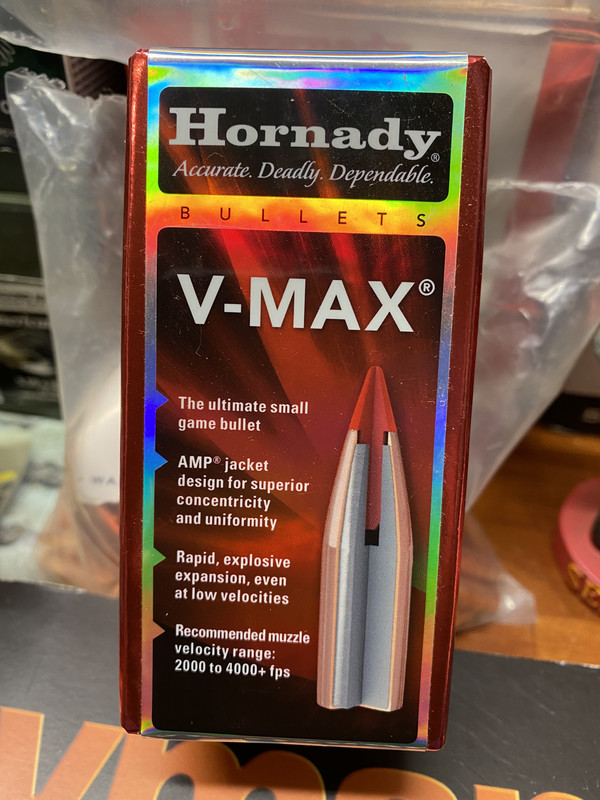 Hornady®
Accurate. Deadly. Dependable.
BULLETS
V-MAX®
The ultimate small
game bullet
AMP® jacket
design for superior
concentricity
and uniformity
Rapid, explosive
expansion, even
at low velocities
Recommended muzzle
velocity range:
2000 to 4000+ fps